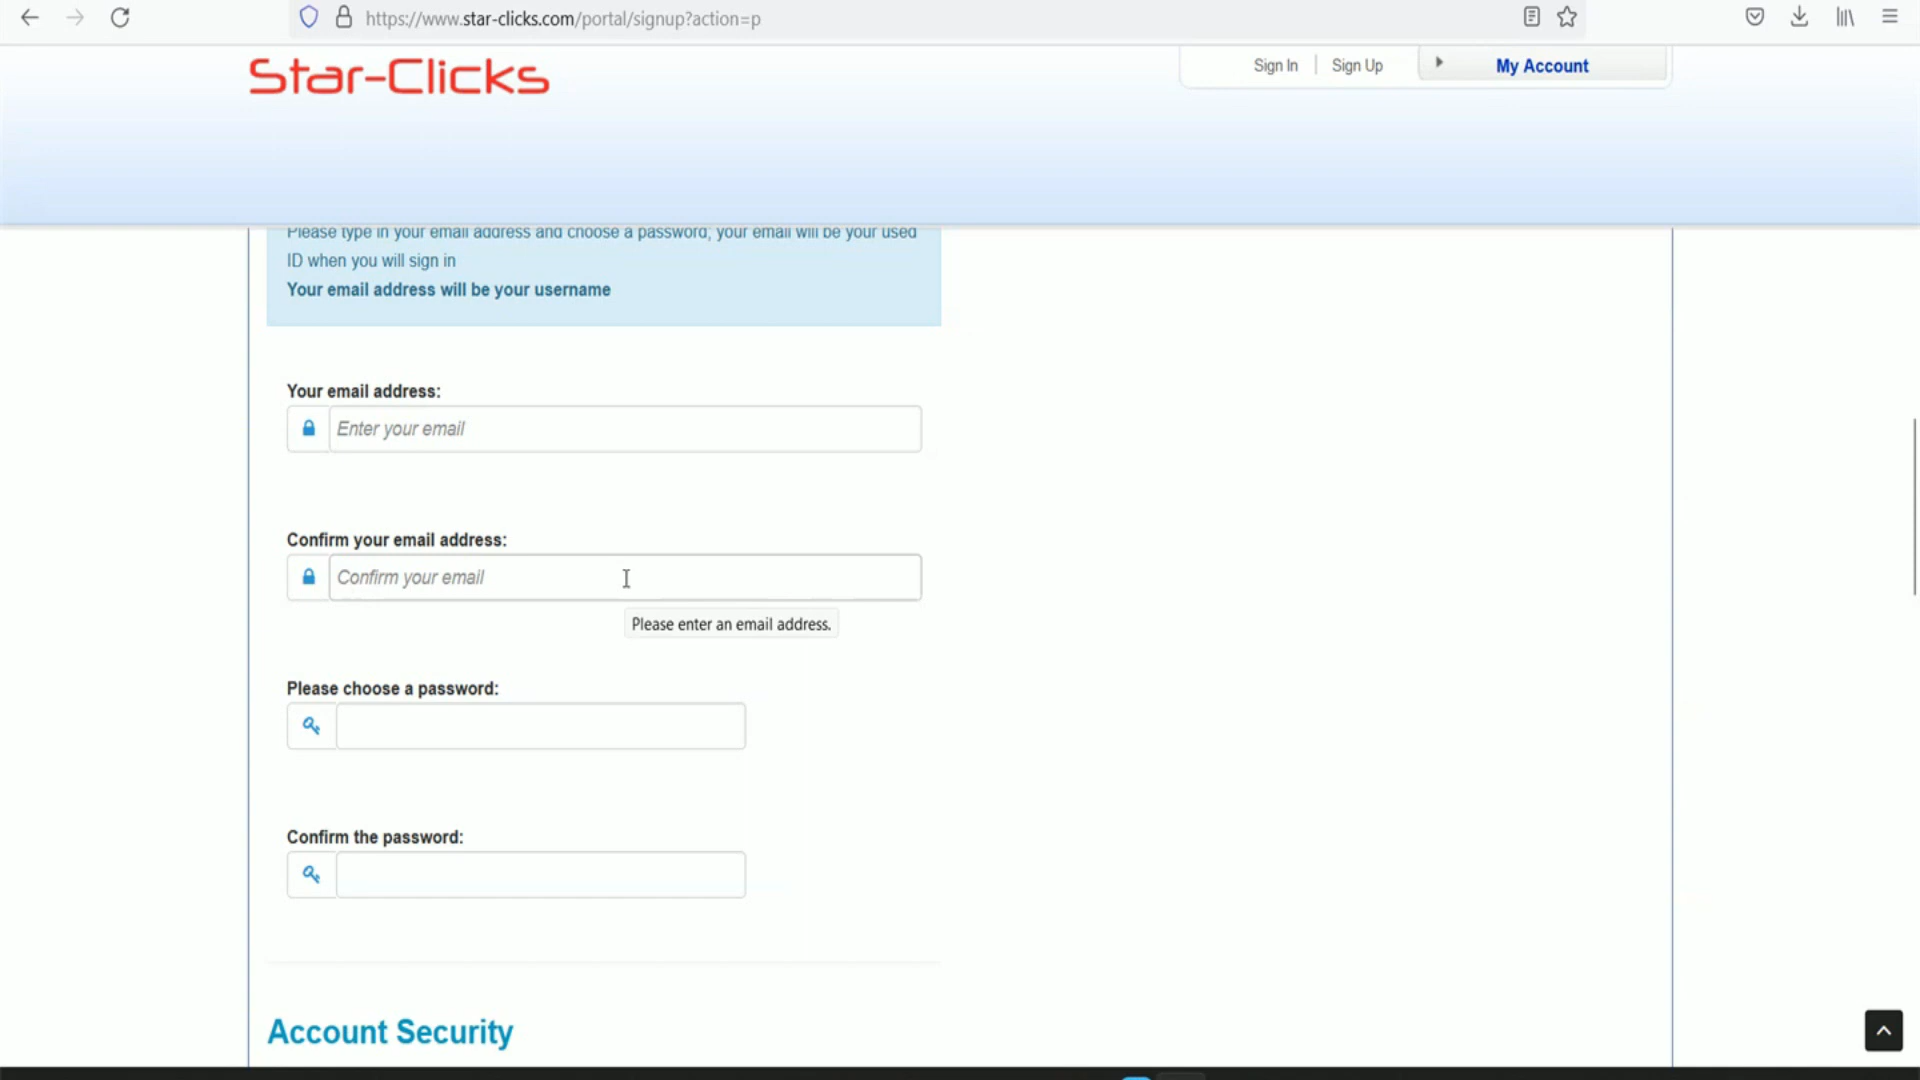 https://www.star-clicks.com/portal/signup?action=p
Star-Clicks
Sign In
Sign Up
My Account
Please type in your email address and choose a password; your email will be your used
ID when you will sign in
Your email address will be your username
Your email address:
Enter your email
Confirm your email address:
Confirm your email
Please enter an email address.
Please choose a password:
Confirm the password:
Account Security